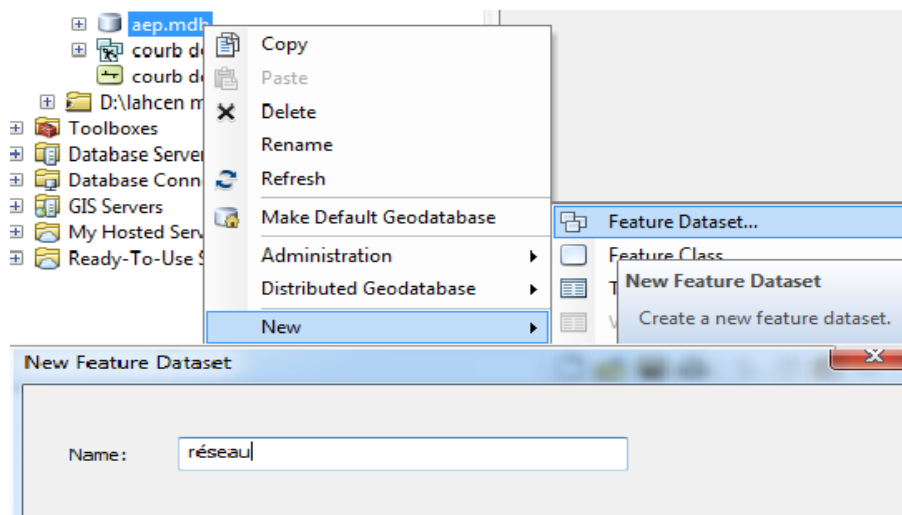 aep.mdb
courb de
courb de
D:\lahcen m
Toolboxes
Database Server
Database Conn
GIS Servers
My Hosted Serv
Ready-To-Use S
Copy
Paste
Delete
Rename
Refresh
Make Default Geodatabase
Administration
Distributed Geodatabase
New
Feature Dataset...
Feature Class
T
V
New Feature Dataset
Create a new feature dataset.
New Feature Dataset
Name:
réseau